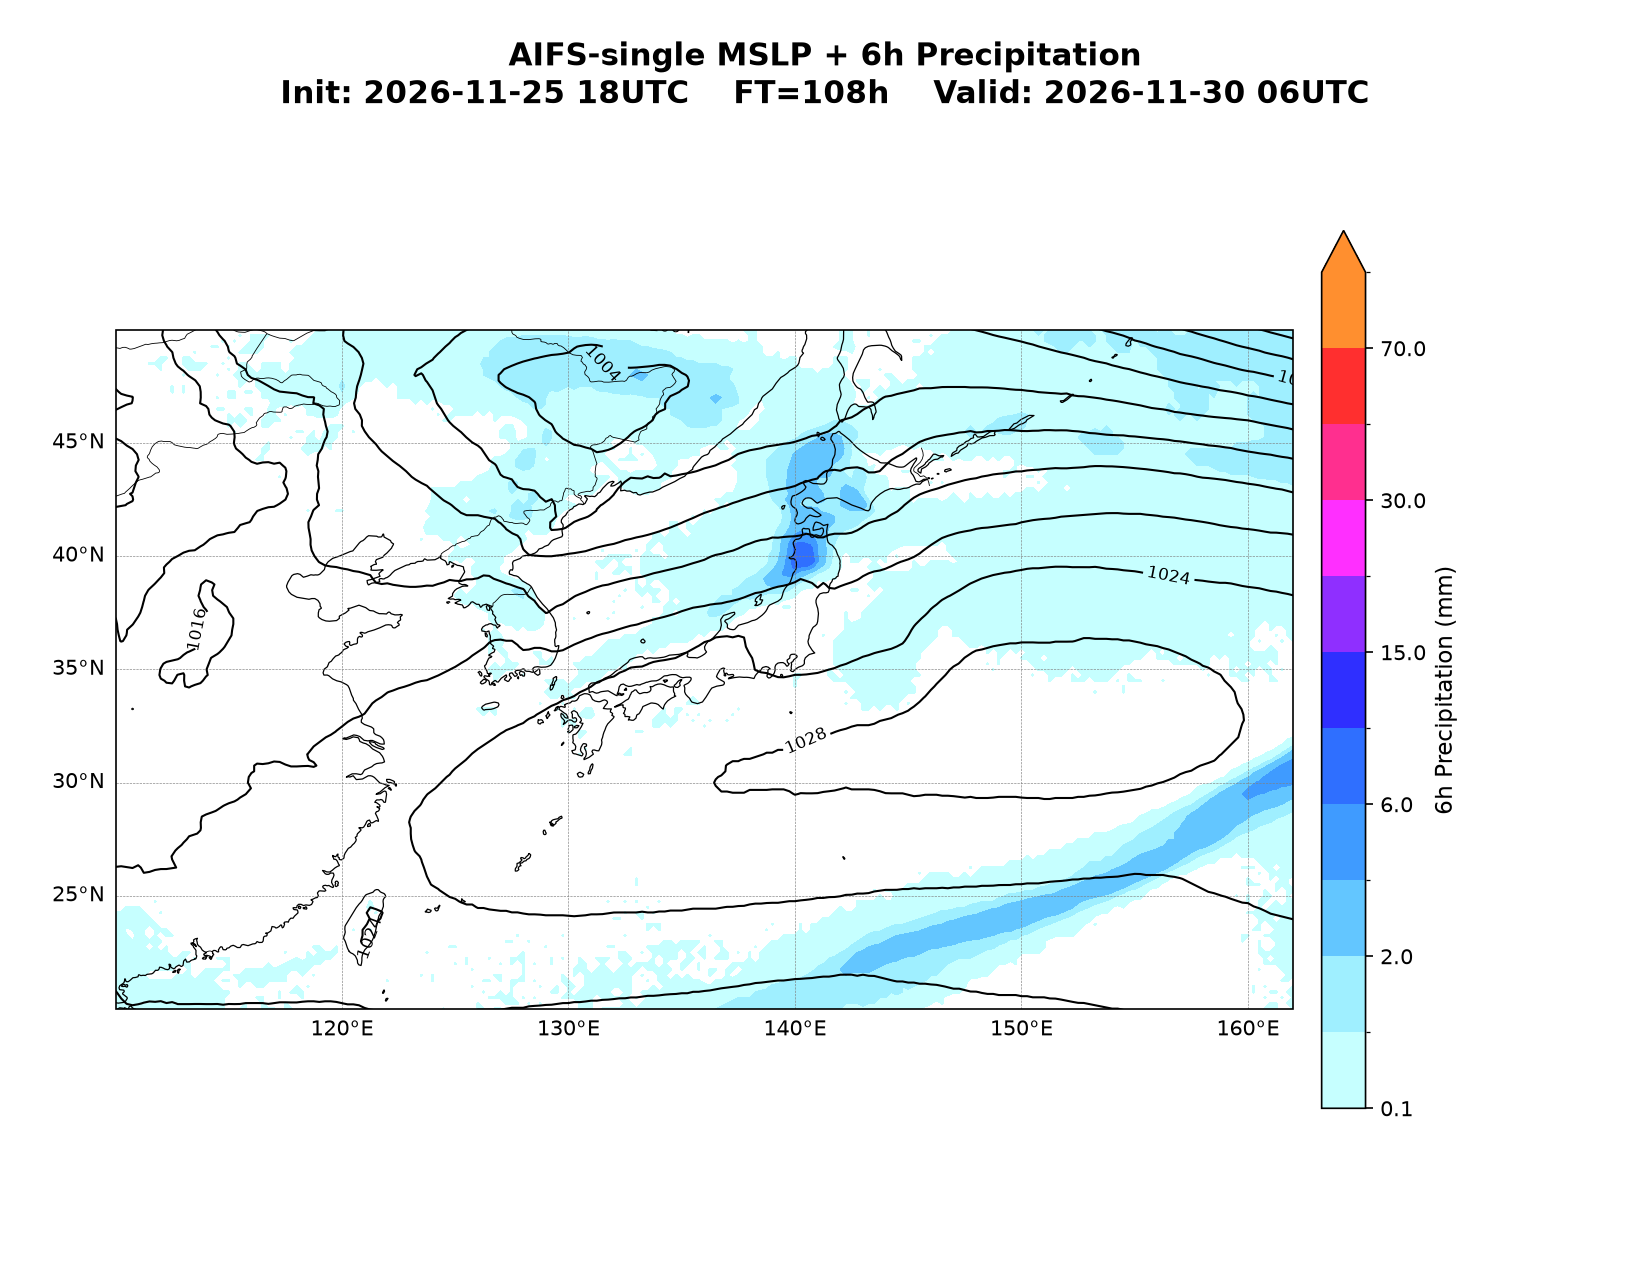 AIFS-single MSLP + 6h Precipitation
Init: 2026-11-25 18UTC    FT=108h    Valid: 2026-11-30 06UTC
45°N
40°N
35°N
30°N
25°N
120°E
130°E
140°E
150°E
160°E
1004
1016
1024
1028
1024
70.0
30.0
15.0
6.0
2.0
0.1
6h Precipitation (mm)